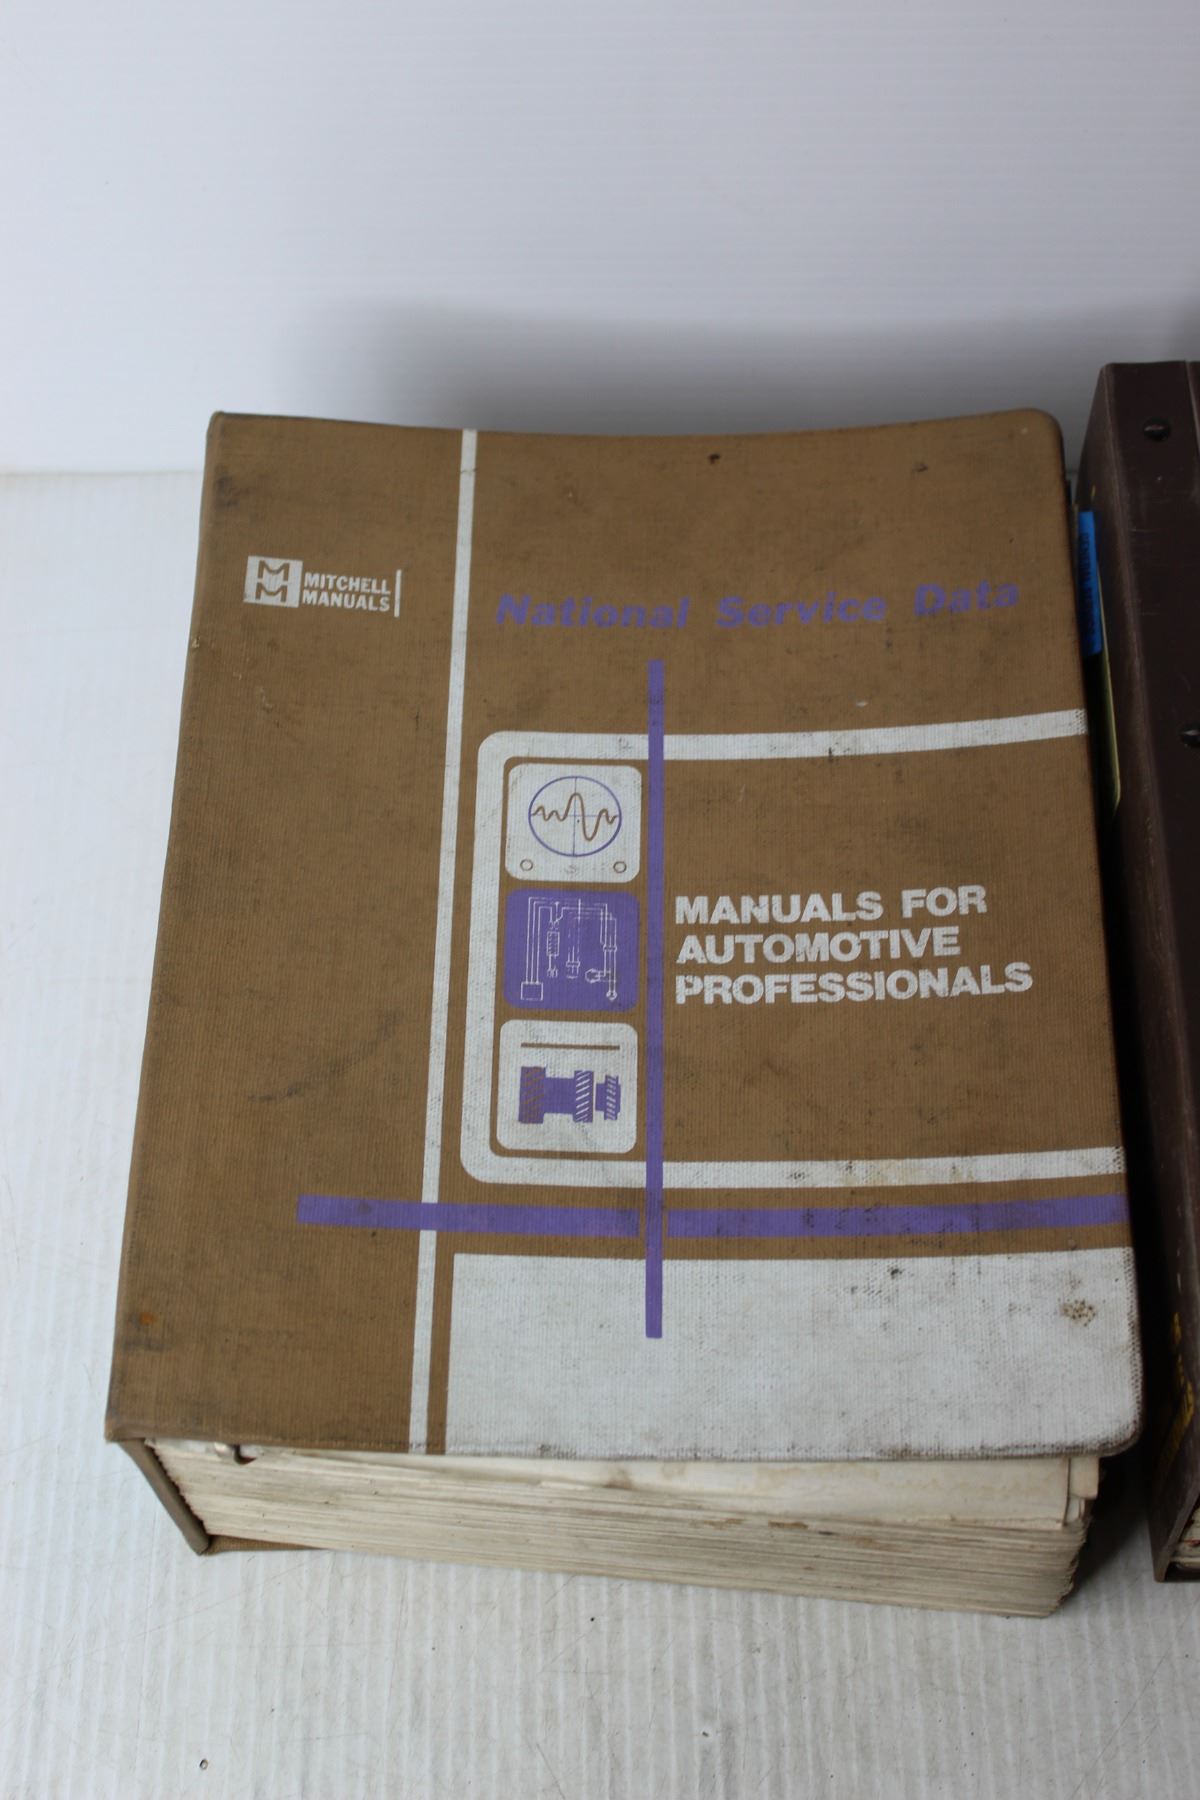 MITCHELL
MANUALS
National Service Data
MANUALS FOR
AUTOMOTIVE
PROFESSIONALS